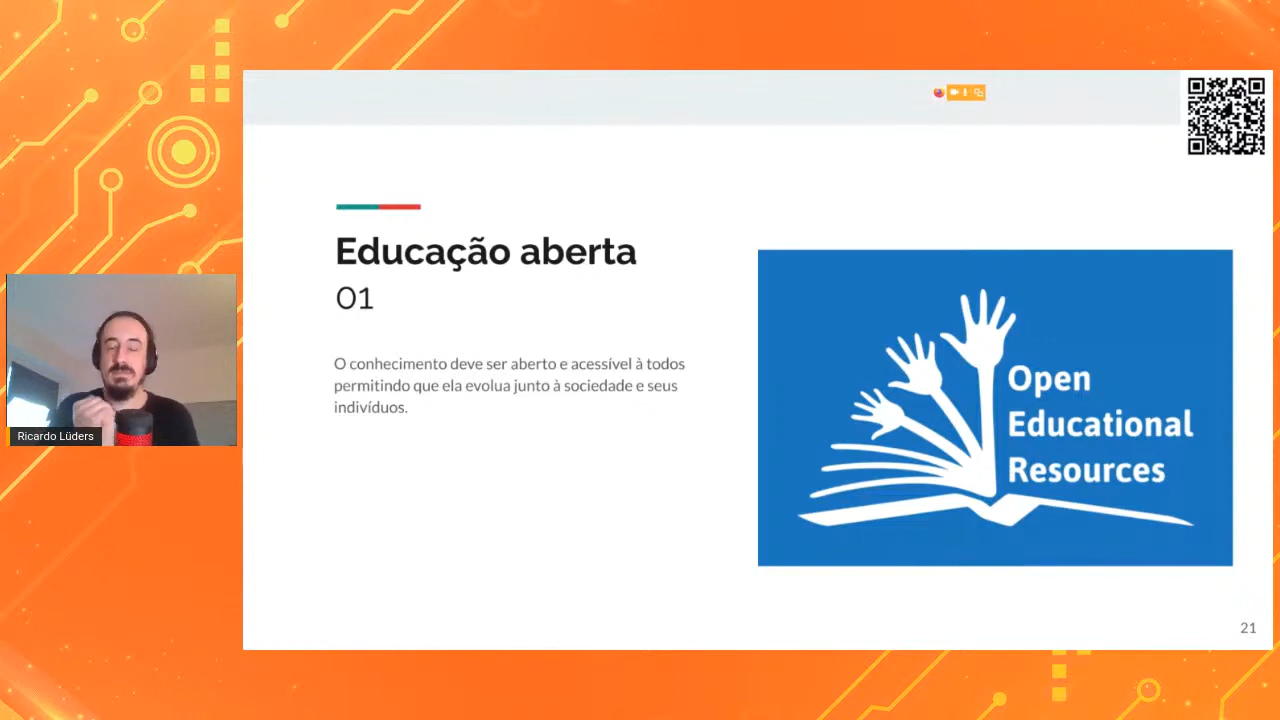 Educação aberta
01
O conhecimento deve ser aberto e acessível à todos
permitindo que ela evolua junto à sociedade e seus
indivíduos.
Open
Educational
Resources
Ricardo Lüders
21